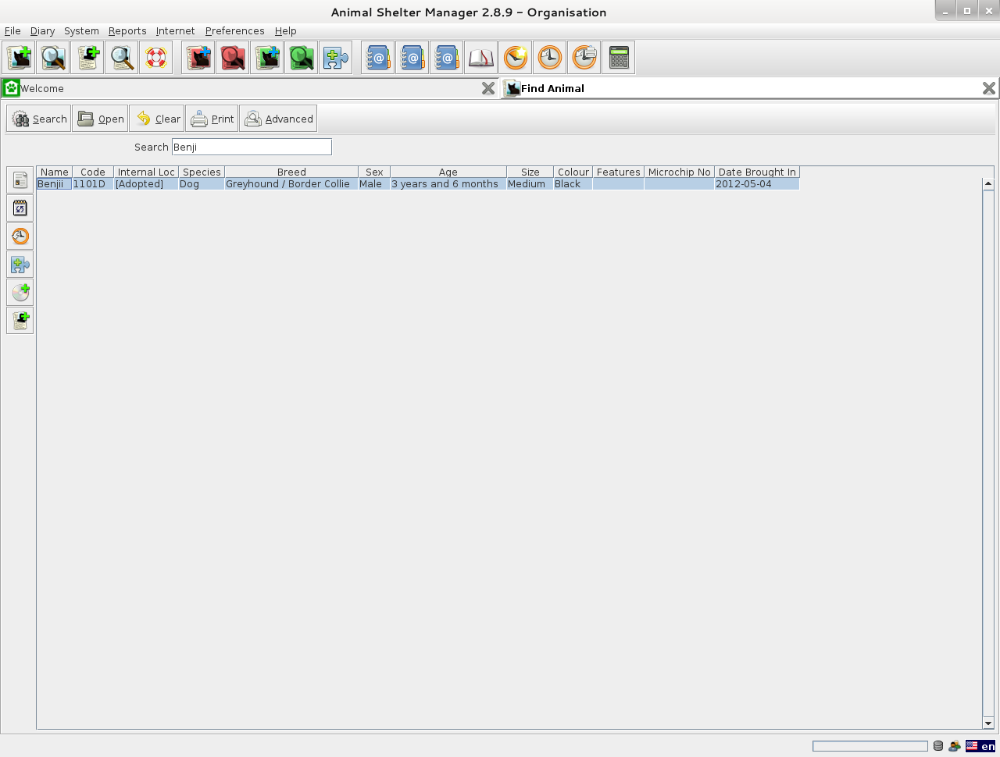 Animal Shelter Manager 2.8.9 – Organisation
File Diary System Reports Internet Preferences Help
Welcome Find Animal
Search Open Clear Print Advanced
Search Benji
Name Code Internal Loc Species Breed Sex Age Size Colour Features Microchip No Date Brought In
Benjii 1101D [Adopted] Dog Greyhound / Border Collie Male 3 years and 6 months Medium Black 2012-05-04
en